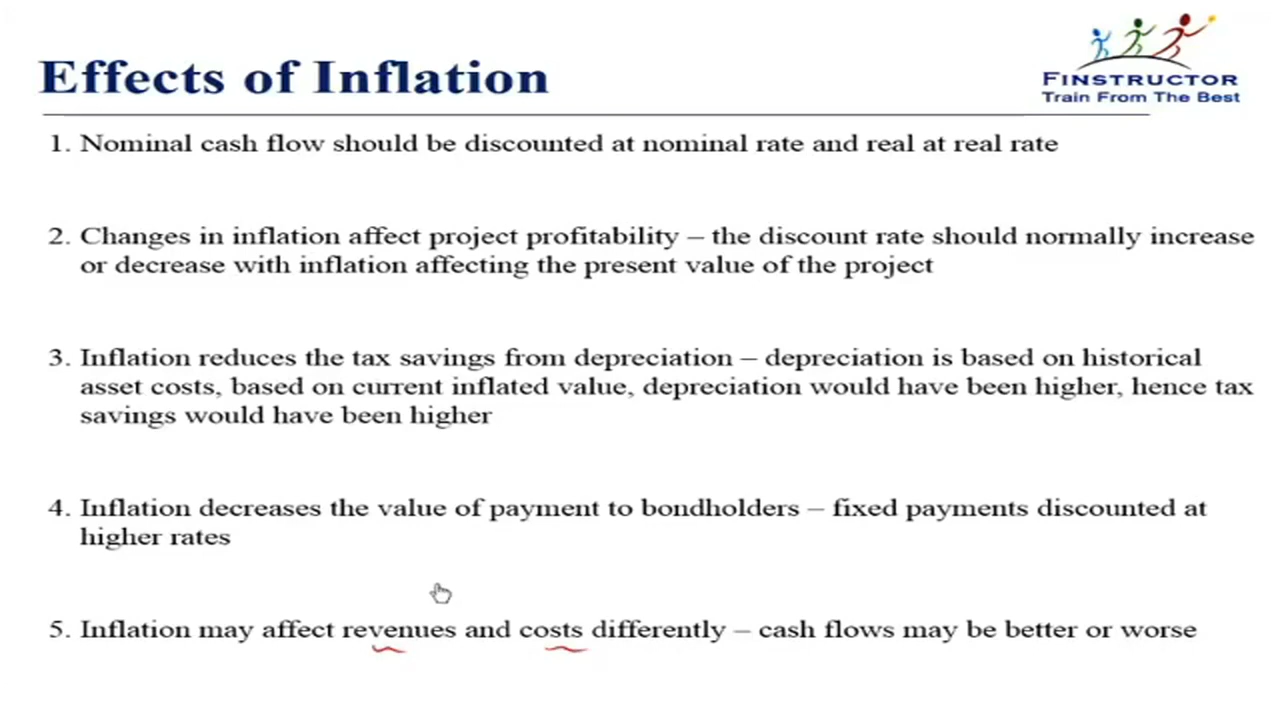 Effects of Inflation
FINSTRUCTOR
Train From The Best
1. Nominal cash flow should be discounted at nominal rate and real at real rate
2. Changes in inflation affect project profitability – the discount rate should normally increase
or decrease with inflation affecting the present value of the project
3. Inflation reduces the tax savings from depreciation – depreciation is based on historical
asset costs, based on current inflated value, depreciation would have been higher, hence tax
savings would have been higher
4. Inflation decreases the value of payment to bondholders – fixed payments discounted at
higher rates
5. Inflation may affect revenues and costs differently – cash flows may be better or worse